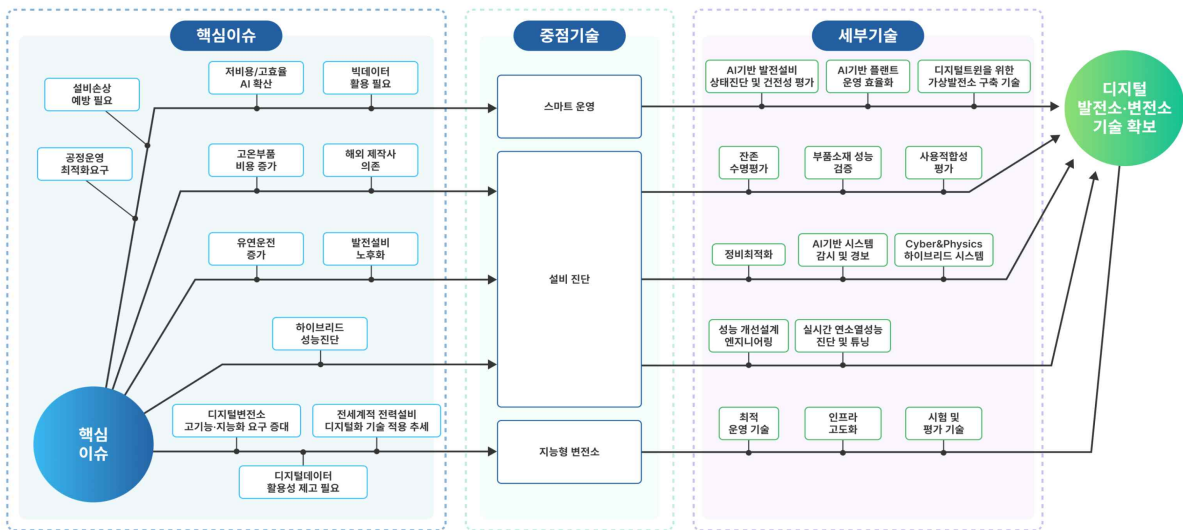 핵심이슈
중점기술
세부기술
설비손상
예방 필요
공정운영
최적화요구
저비용/고효율
AI 확산
빅데이터
활용 필요
고온부품
비용 증가
해외 제작사
의존
유연운전
증가
발전설비
노후화
하이브리드
성능진단
디지털변전소
고기능·지능화 요구 증대
전세계적 전력설비
디지털화 기술 적용 추세
디지털데이터
활용성 제고 필요
핵심
이슈
스마트 운영
설비 진단
지능형 변전소
AI기반 발전설비
상태진단 및 건전성 평가
AI기반 플랜트
운영 효율화
디지털트윈을 위한
가상발전소 구축 기술
잔존
수명평가
부품소재 성능
검증
사용적합성
평가
정비최적화
AI기반 시스템
감시 및 경보
Cyber&Physics
하이브리드 시스템
성능 개선설계
엔지니어링
실시간 연소열성능
진단 및 튜닝
최적
운영 기술
인프라
고도화
시험 및
평가 기술
디지털
발전소·변전소
기술 확보